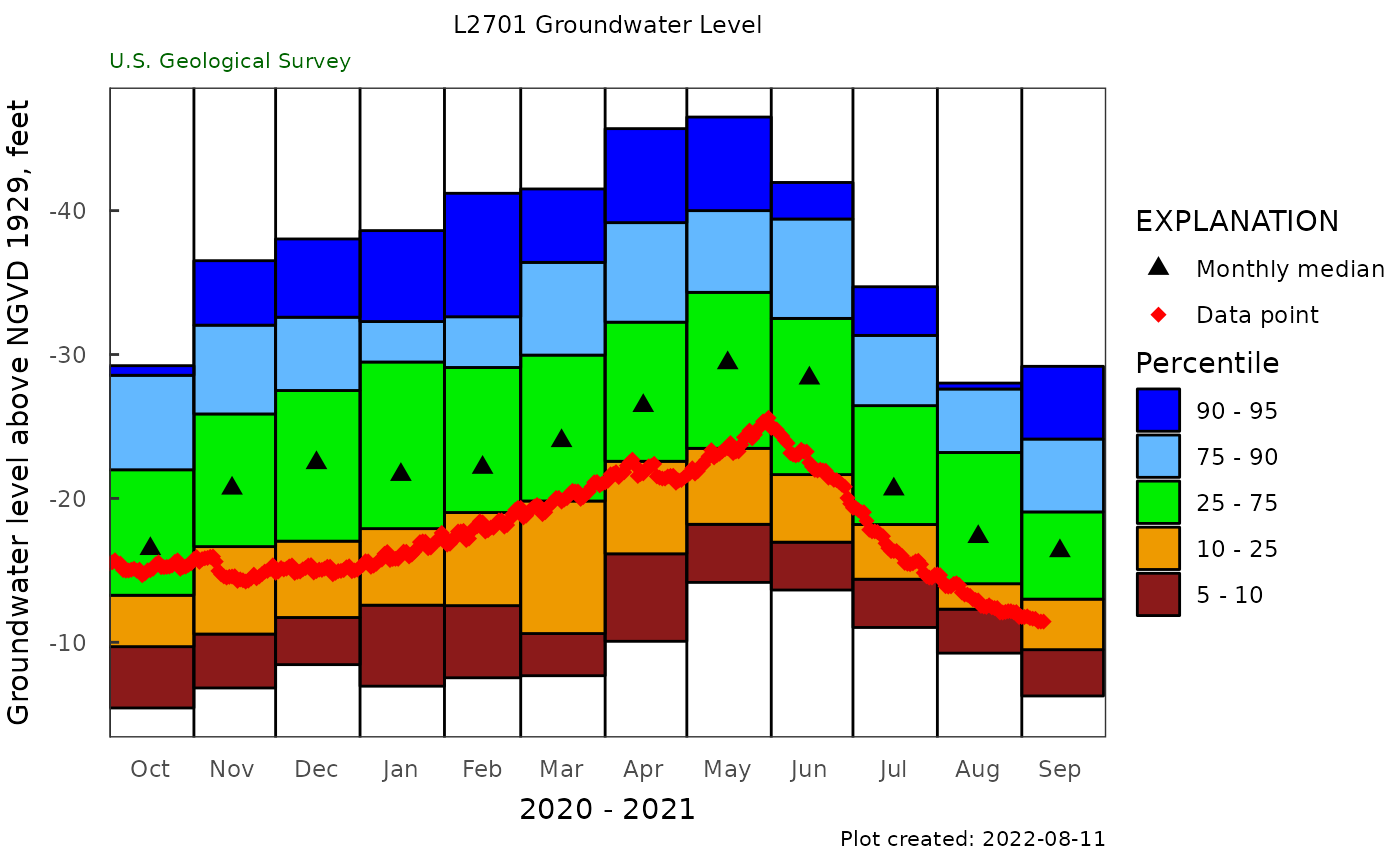 L2701 Groundwater Level
U.S. Geological Survey
Groundwater level above NGVD 1929, feet
-40
-30
-20
-10
Oct Nov Dec Jan Feb Mar Apr May Jun Jul Aug Sep
2020 - 2021
Plot created: 2022-08-11
EXPLANATION
Monthly median
Data point
Percentile
90 - 95
75 - 90
25 - 75
10 - 25
5 - 10